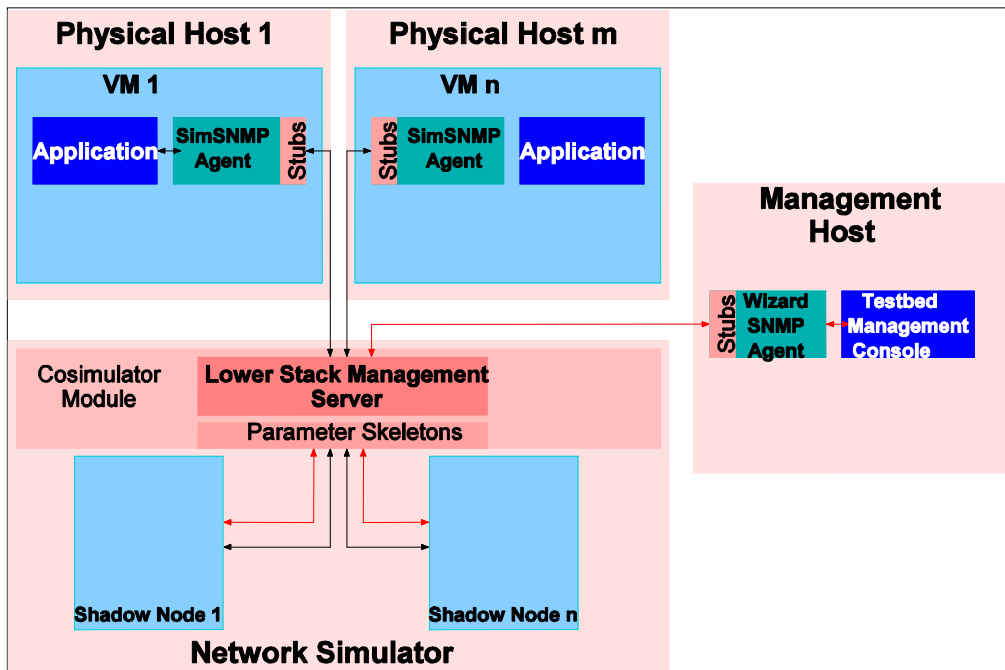 Physical Host 1
VM 1
Application
SimSNMP
Agent
Stubs
Physical Host m
VM n
Stubs
SimSNMP
Agent
Application
Management
Host
Stubs
Wizard
SNMP
Agent
Testbed
Management
Console
Cosimulator
Module
Lower Stack Management
Server
Parameter Skeletons
Shadow Node 1
Shadow Node n
Network Simulator